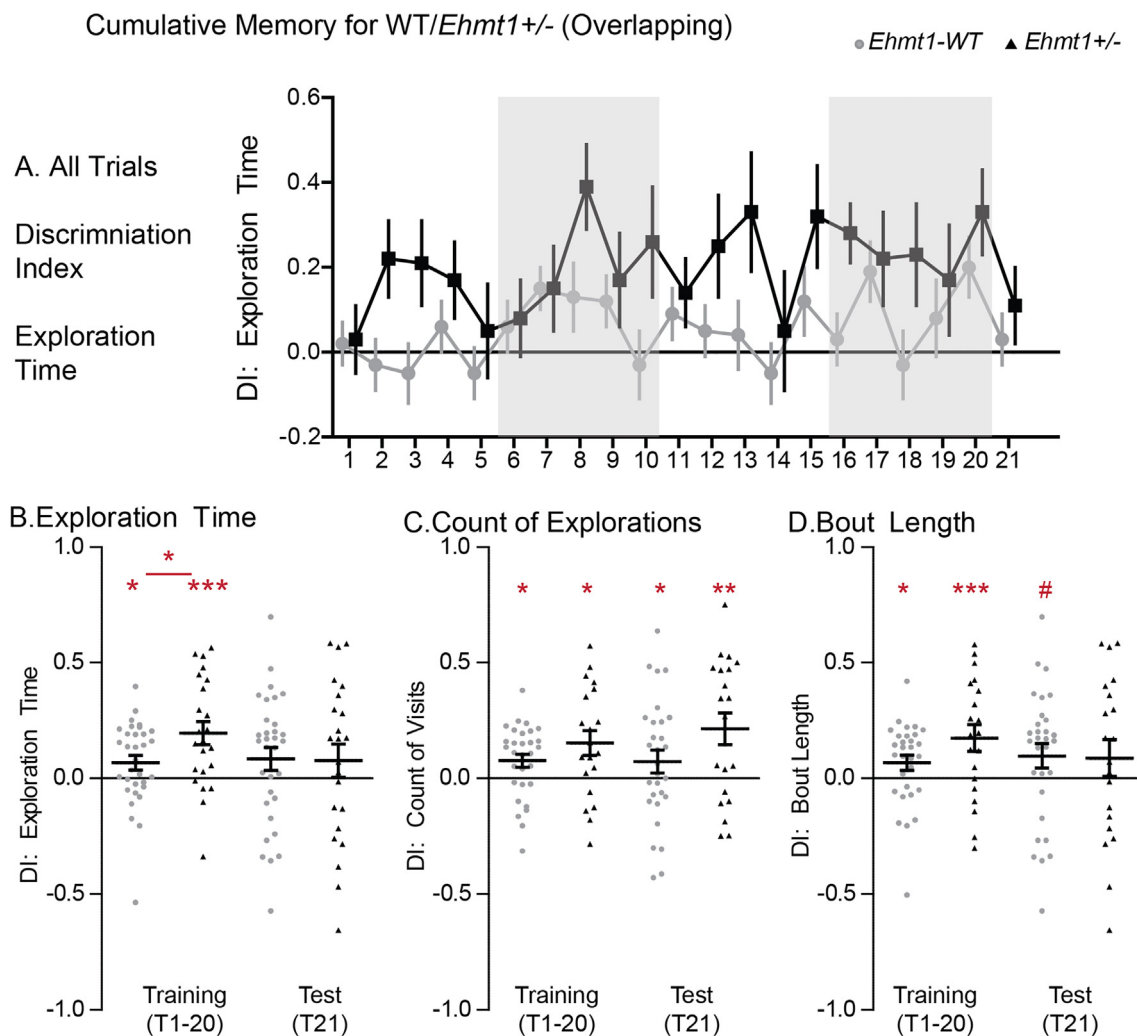 Cumulative Memory for WT/Ehmt1+/- (Overlapping)
Ehmt1-WT
Ehmt1+/-
A. All Trials
Discrimniation
Index
Exploration
Time
DI: Exploration Time
0.6
0.4
0.2
0.0
-0.2
1 2 3 4 5 6 7 8 9 10 11 12 13 14 15 16 17 18 19 20 21
B.Exploration Time
DI: Exploration Time
1.0
0.5
0.0
-0.5
-1.0
*
* ***
Training
(T1-20)
Test
(T21)
C.Count of Explorations
DI: Count of Visits
1.0
0.5
0.0
-0.5
-1.0
* * * **
Training
(T1-20)
Test
(T21)
D.Bout Length
DI: Bout Length
1.0
0.5
0.0
-0.5
-1.0
* *** #
Training
(T1-20)
Test
(T21)